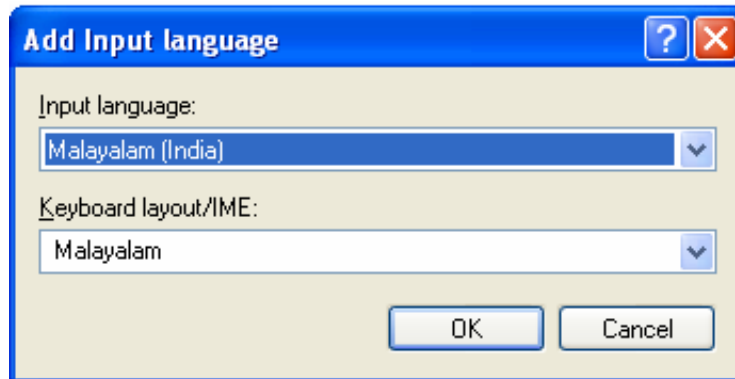 Add Input language
Input language:
Malayalam (India)
Keyboard layout/IME:
Malayalam
OK Cancel